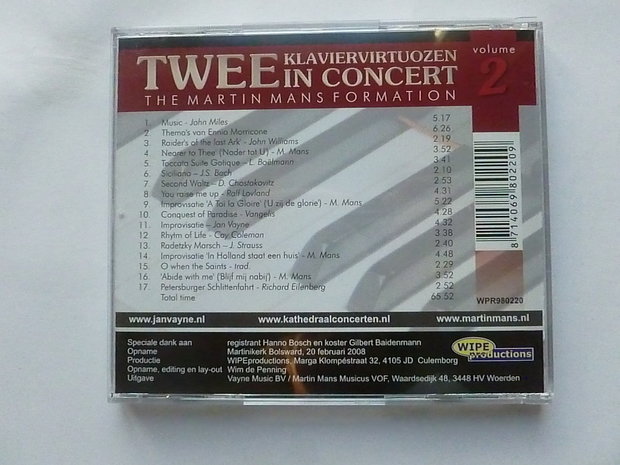 TWEE KLAVIERVIRTUOZEN IN CONCERT
volume 2
THE MARTIN MANS FORMATION
1. Music - John Miles 5.17
2. Thema's van Ennio Morricone 6.26
3. Raider's of the last Ark - John Williams 2.19
4. Nearer to Thee' ('Nader tot U') - M. Mans 3.52
5. Toccata Suite Gotique – L. Boëlmann 3.41
6. Siciliano – J.S. Bach 2.10
7. Second Waltz – D. Chostakovitz 2.53
8. You raise me up - Ralf Lovland 4.31
9. Improvisatie 'A Toi la Gloire' ('U zij de glorie') - M. Mans 5.22
10. Conquest of Paradise - Vangelis 4.28
11. Improvisatie – Jan Vayne 4.32
12. Rhytm of Life - Coy Coleman 3.38
13. Radetzky Marsch – J. Strauss 2.40
14. Improvisatie 'In Holland staat een huis' - M. Mans 4.48
15. O when the Saints - trad. 2.29
16. 'Abide with me' ('Blijf mij nabij') - M. Mans 3.52
17. Petersburger Schlittenfahrt - Richard Eilenberg 2.52
Total time 65.52
8 714069 802209
WPR980220
www.janvayne.nl www.kathedraalconcerten.nl www.martinmans.nl
Speciale dank aan registrant Hanno Bosch en koster Gilbert Baidenmann
Opname Martinikerk Bolsward, 20 februari 2008
Productie WIPEproductions, Marga Klompéstraat 32, 4105 JD Culemborg
Opname, editing en lay-out Wim de Penning
Uitgave Vayne Music BV / Martin Mans Musicus VOF, Waardsedijk 48, 3448 HV Woerden
WIPE
productions